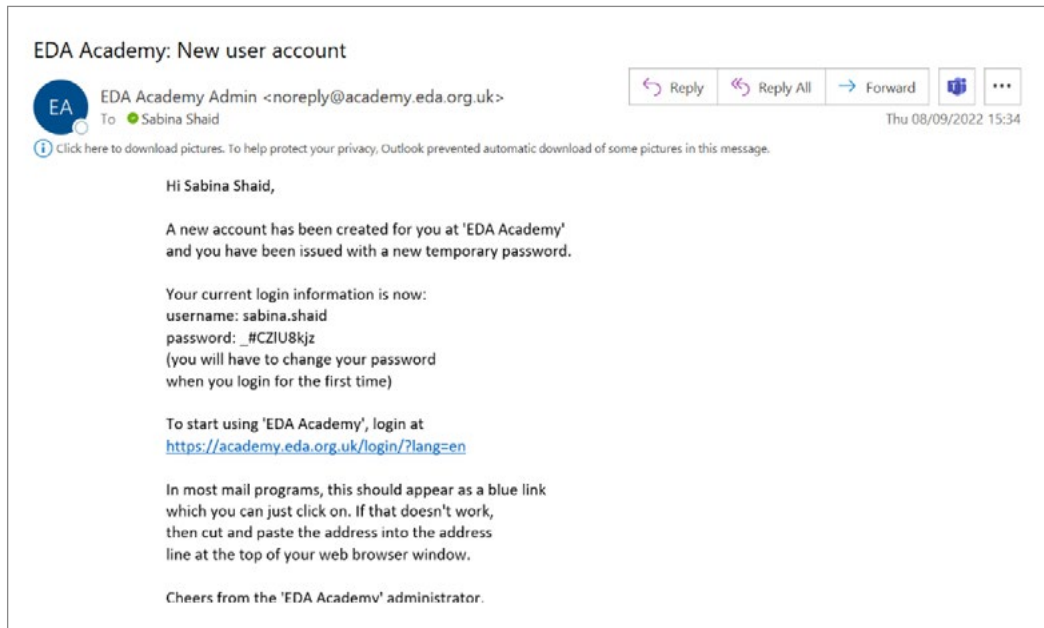 EDA Academy: New user account
Reply
Reply All
Forward
EA
EDA Academy Admin <noreply@academy.eda.org.uk>
To Sabina Shaid
Thu 08/09/2022 15:34
Click here to download pictures. To help protect your privacy, Outlook prevented automatic download of some pictures in this message.
Hi Sabina Shaid,
A new account has been created for you at 'EDA Academy'
and you have been issued with a new temporary password.
Your current login information is now:
username: sabina.shaid
password: _#CZlU8kjz
(you will have to change your password
when you login for the first time)
To start using 'EDA Academy', login at
https://academy.eda.org.uk/login/?lang=en
In most mail programs, this should appear as a blue link
which you can just click on. If that doesn't work,
then cut and paste the address into the address
line at the top of your web browser window.
Cheers from the 'EDA Academy' administrator.